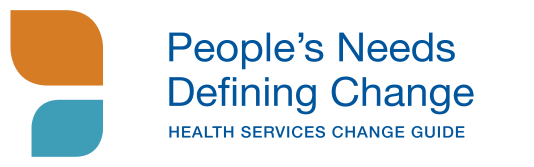 People’s Needs
Defining Change
HEALTH SERVICES CHANGE GUIDE